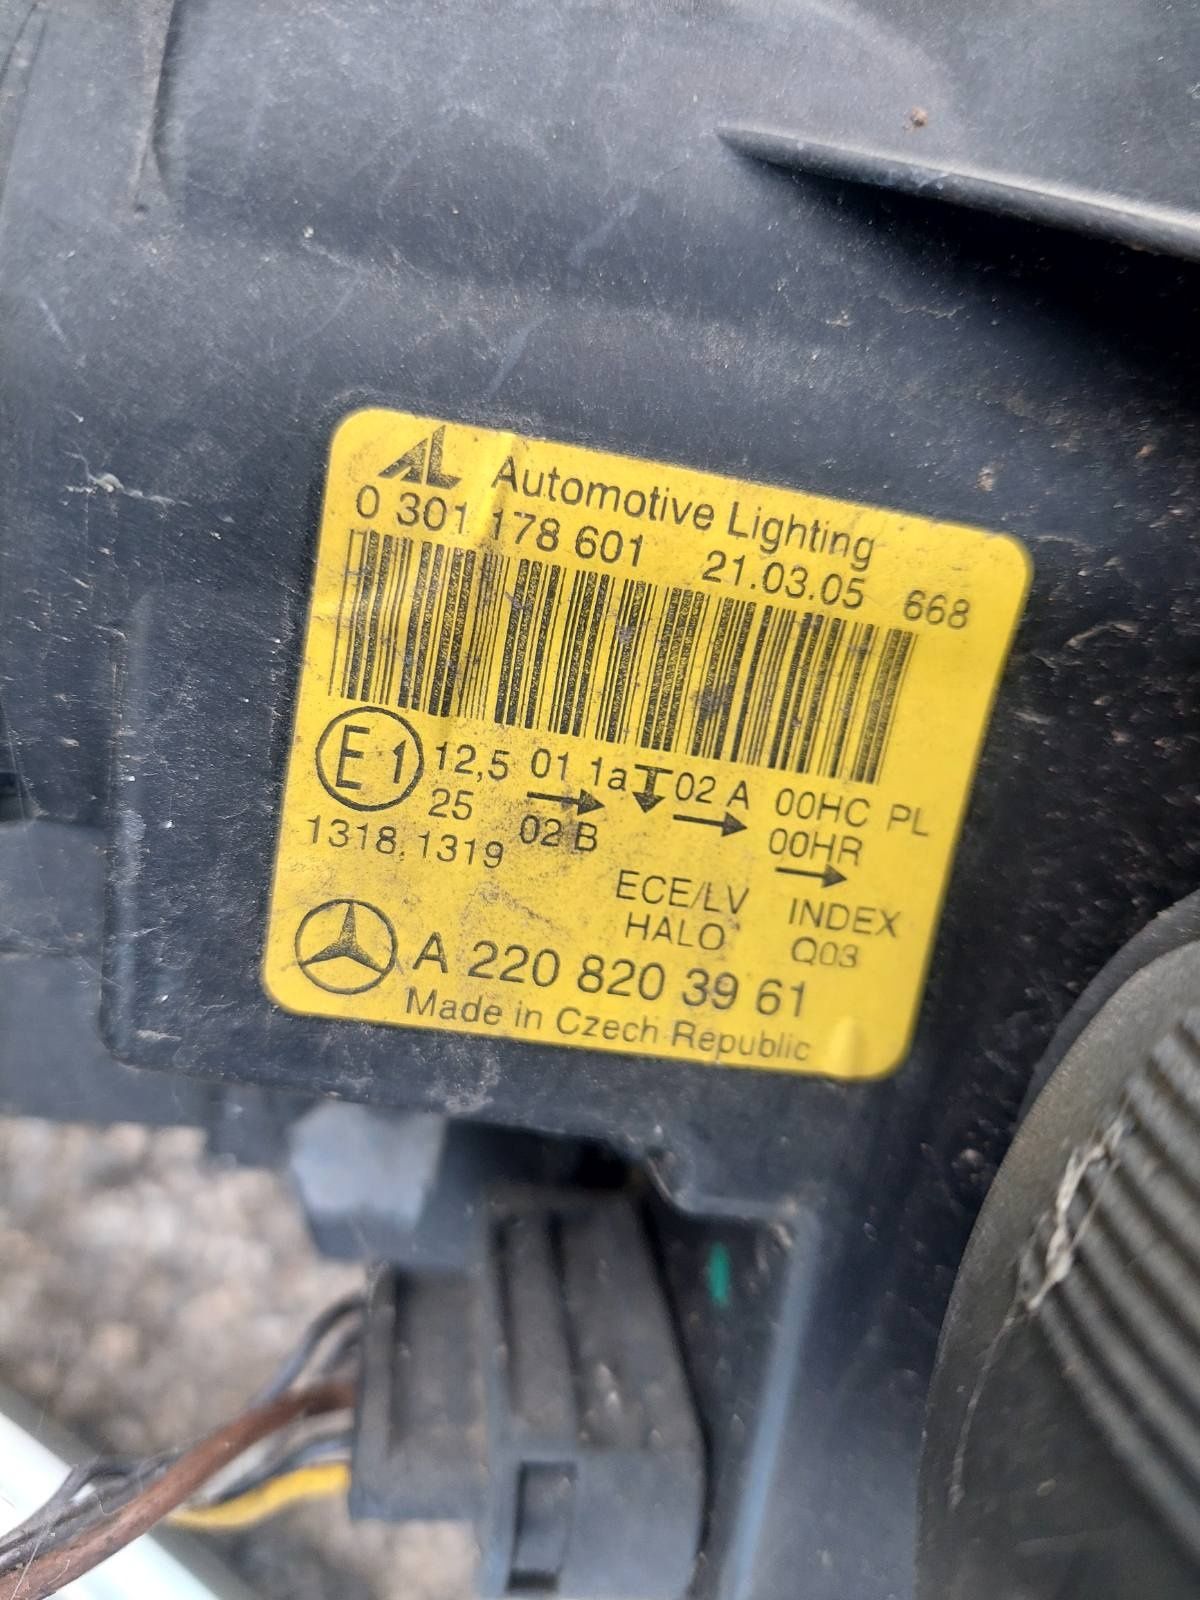 AL Automotive Lighting
0 301 178 601 21.03.05 668
E1 12,5 01 1a 02 A 00HC PL
25 02 B 00HR
1318, 1319
ECE/LV INDEX
HALO Q03
A 220 820 39 61
Made in Czech Republic